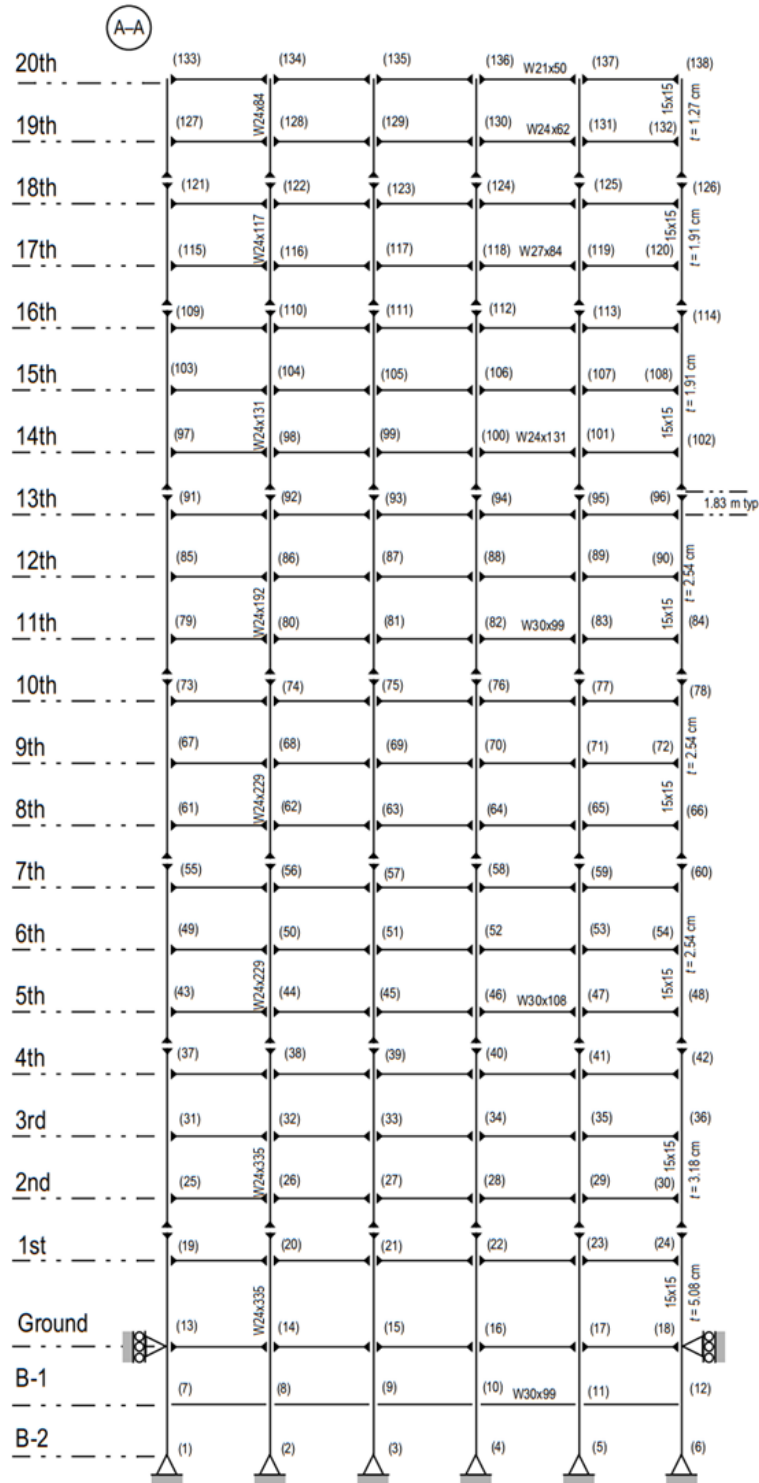 A–A
20th (133) (134) (135) (136) W21x50 (137) (138)
W24x84 15x15 t = 1.27 cm
19th (127) (128) (129) (130) W24x62 (131) (132)
18th (121) (122) (123) (124) (125) (126)
W24x117 15x15 t = 1.91 cm
17th (115) (116) (117) (118) W27x84 (119) (120)
16th (109) (110) (111) (112) (113) (114)
15th (103) (104) (105) (106) (107) (108)
W24x131 15x15 t = 1.91 cm
14th (97) (98) (99) (100) W24x131 (101) (102)
13th (91) (92) (93) (94) (95) (96)
1.83 m typ
12th (85) (86) (87) (88) (89) (90)
W24x192 15x15 t = 2.54 cm
11th (79) (80) (81) (82) W30x99 (83) (84)
10th (73) (74) (75) (76) (77) (78)
9th (67) (68) (69) (70) (71) (72)
W24x229 15x15 t = 2.54 cm
8th (61) (62) (63) (64) (65) (66)
7th (55) (56) (57) (58) (59) (60)
6th (49) (50) (51) (52 (53) (54)
W24x229 15x15 t = 2.54 cm
5th (43) (44) (45) (46) W30x108 (47) (48)
4th (37) (38) (39) (40) (41) (42)
3rd (31) (32) (33) (34) (35) (36)
W24x335 15x15 t = 3.18 cm
2nd (25) (26) (27) (28) (29) (30)
1st (19) (20) (21) (22) (23) (24)
W24x335 15x15 t = 5.08 cm
Ground (13) (14) (15) (16) (17) (18)
B-1 (7) (8) (9) (10) W30x99 (11) (12)
B-2 (1) (2) (3) (4) (5) (6)